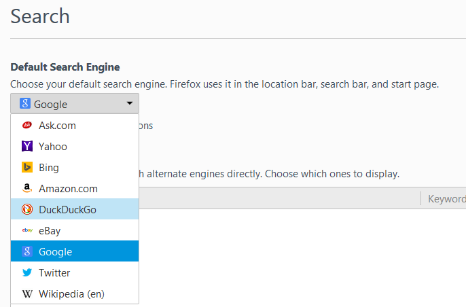 Search
Default Search Engine
Choose your default search engine. Firefox uses it in the location bar, search bar, and start page.
Google
Ask.com
ons
Yahoo
Bing
h alternate engines directly. Choose which ones to display.
Amazon.com
Keyword
DuckDuckGo
eBay
Google
Twitter
Wikipedia (en)